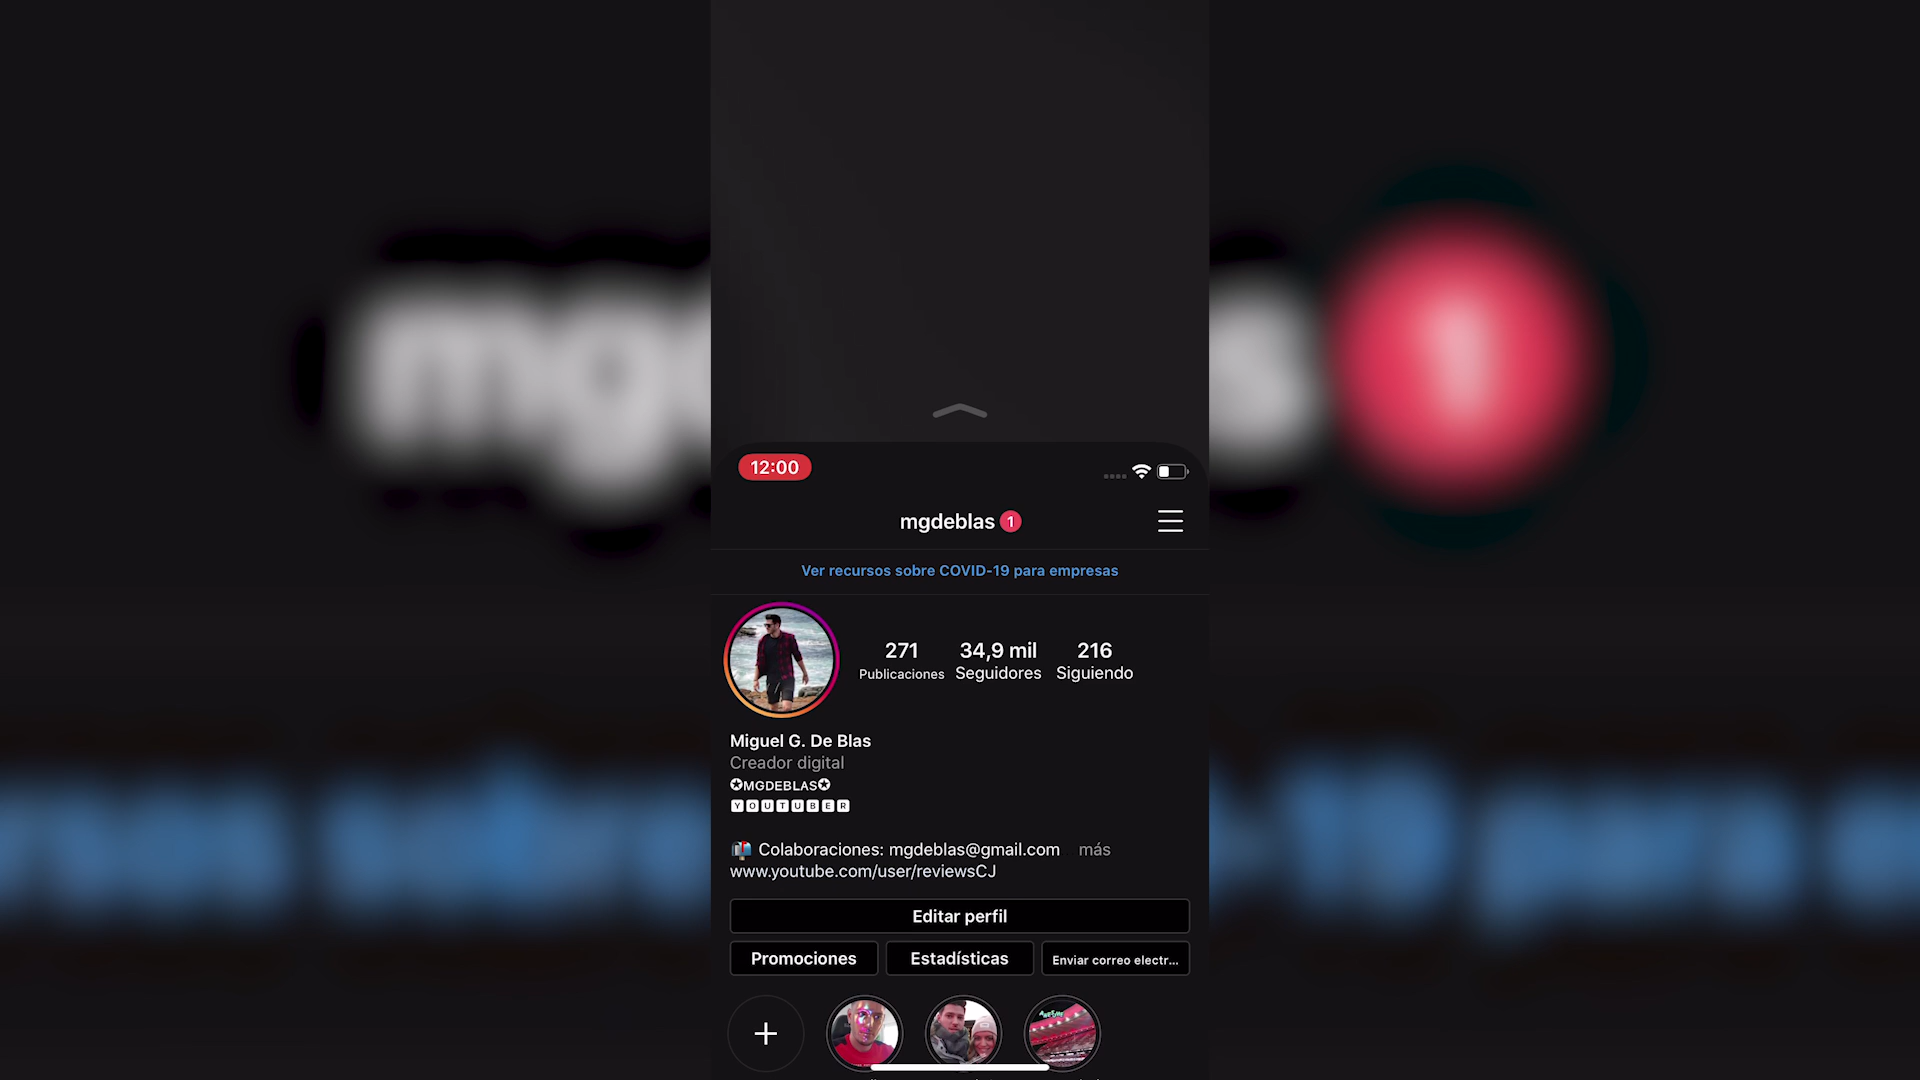 12:00
mgdeblas 1
Ver recursos sobre COVID-19 para empresas
271 34,9 mil 216
Publicaciones Seguidores Siguiendo
Miguel G. De Blas
Creador digital
✪MGDEBLAS✪
🆈🅾🆄🆃🆄🅱🅴🆁
📬 Colaboraciones: mgdeblas@gmail.com más
www.youtube.com/user/reviewsCJ
Editar perfil
Promociones Estadísticas Enviar correo electr...